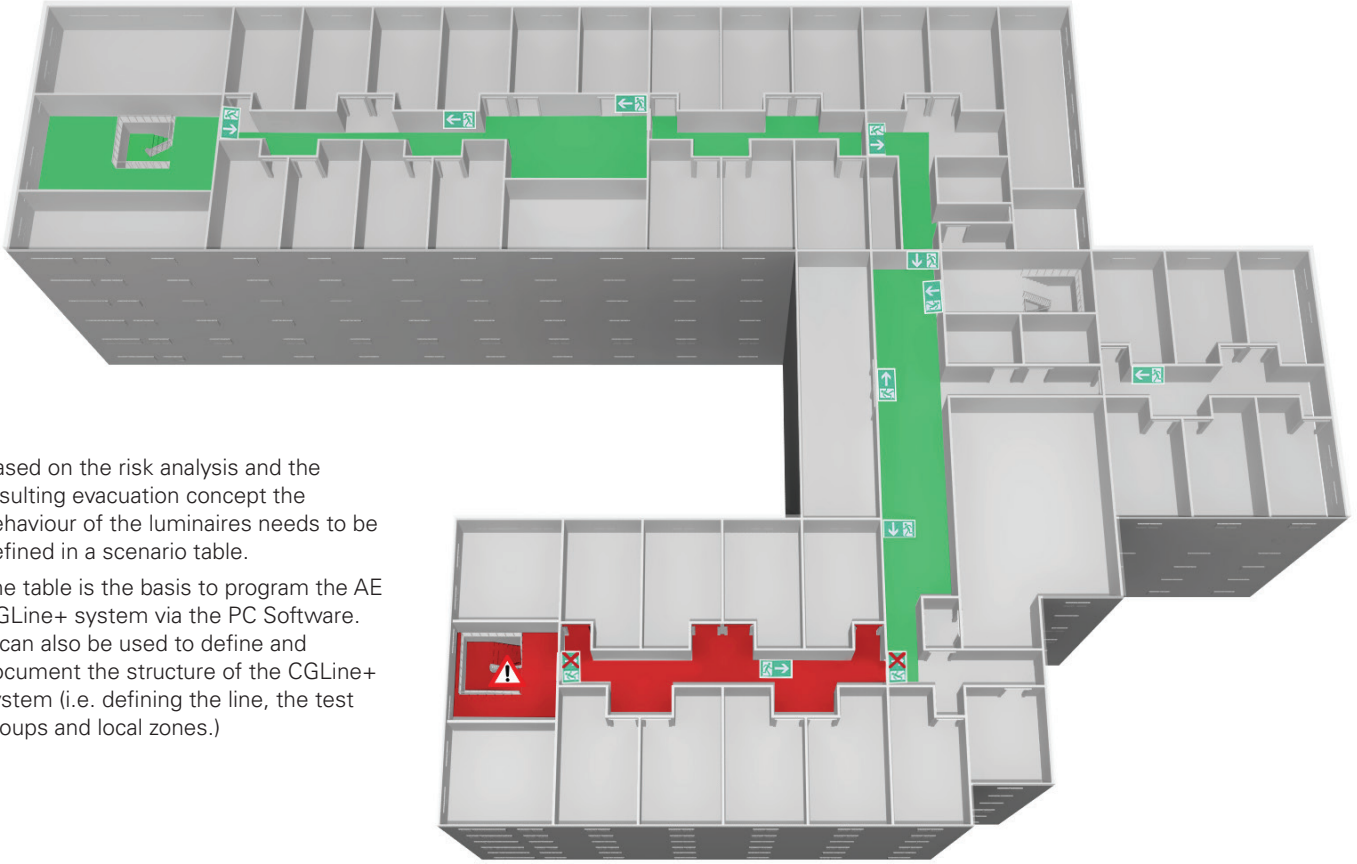 ased on the risk analysis and the
sulting evacuation concept the
ehaviour of the luminaires needs to be
efined in a scenario table.
he table is the basis to program the AE
GLine+ system via the PC Software.
can also be used to define and
ocument the structure of the CGLine+
ystem (i.e. defining the line, the test
oups and local zones.)